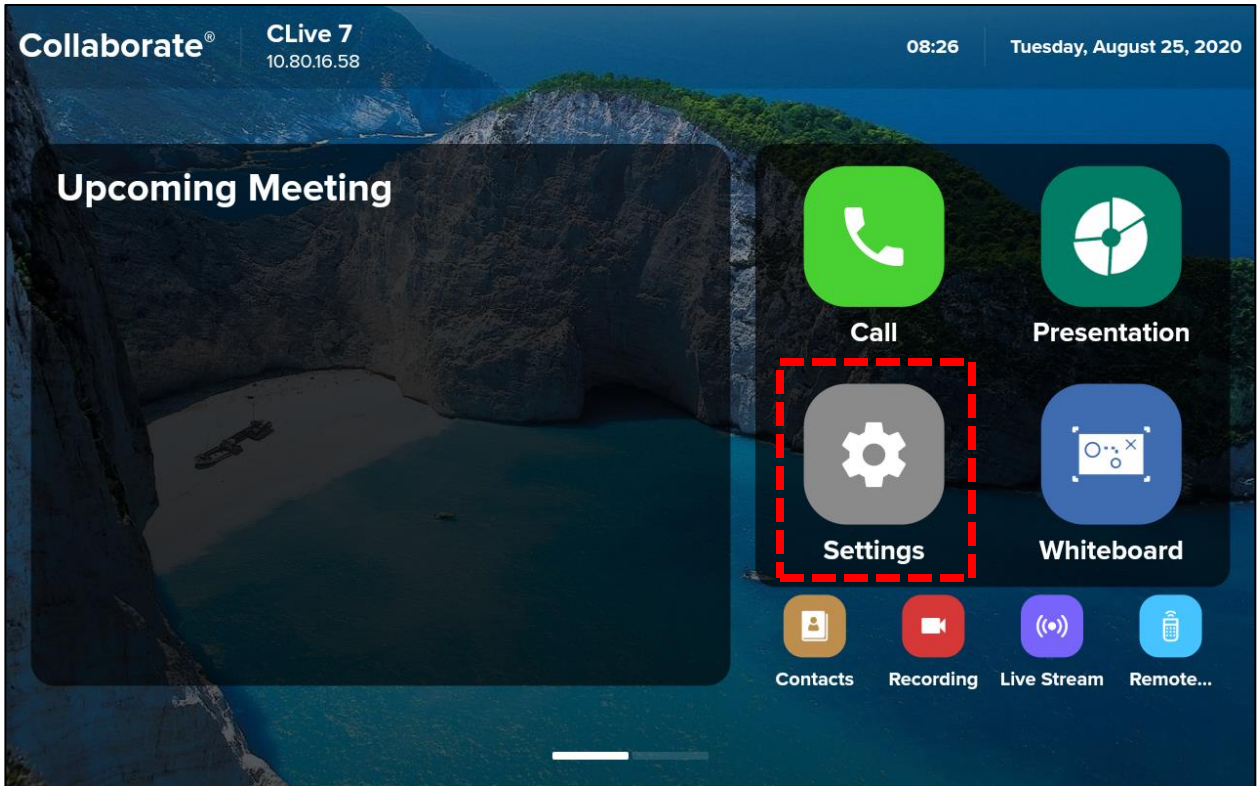 Collaborate®
CLive 7
10.80.16.58
08:26
Tuesday, August 25, 2020
Upcoming Meeting
Call
Presentation
Settings
Whiteboard
Contacts
Recording
Live Stream
Remote...